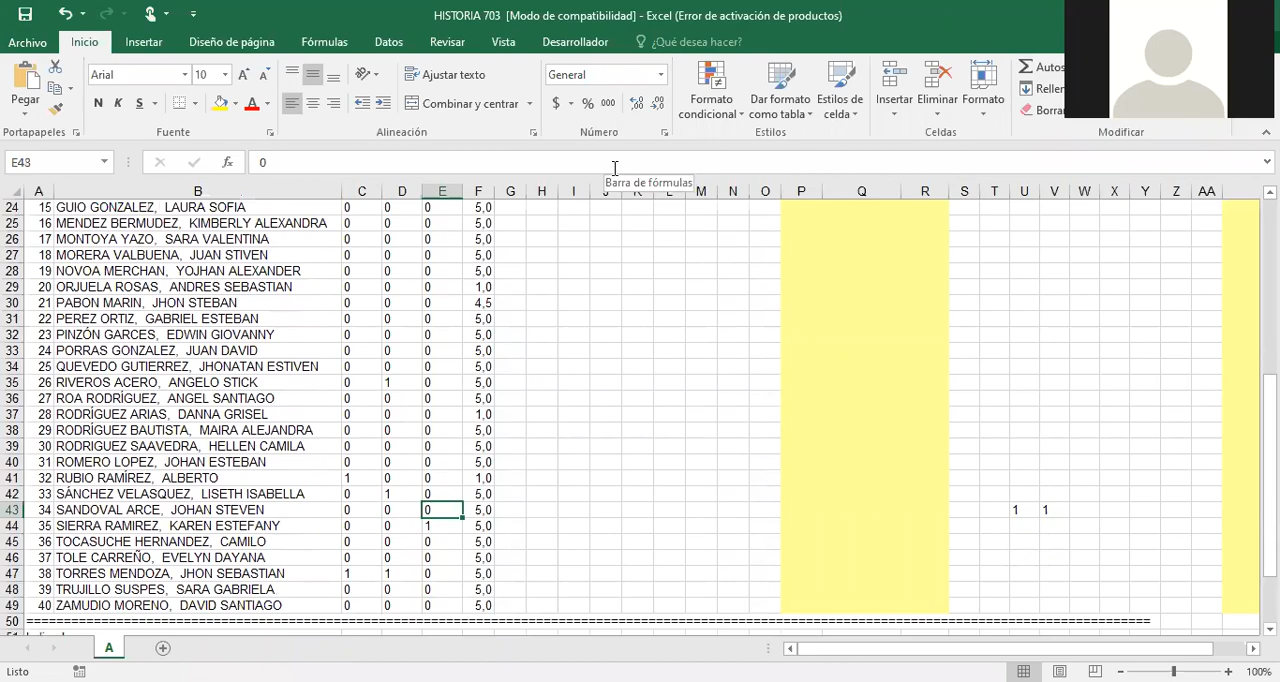 HISTORIA 703 [Modo de compatibilidad] - Excel (Error de activación de productos)
Archivo Inicio Insertar Diseño de página Fórmulas Datos Revisar Vista Desarrollador ¿Qué desea hacer?
Pegar Arial 10 Ajustar texto General Formato condicional Dar formato como tabla Estilos de celda Insertar Eliminar Formato Autos
N K S Combinar y centrar $ % 000 Rellen
Borra
Portapapeles Fuente Alineación Número Estilos Celdas Modificar
E43 fx 0
Barra de fórmulas
A B C D E F G H I M N O P Q R S T U V W X Y Z AA
24 15 GUIO GONZALEZ, LAURA SOFIA 0 0 0 5,0
25 16 MENDEZ BERMUDEZ, KIMBERLY ALEXANDRA 0 0 0 5,0
26 17 MONTOYA YAZO, SARA VALENTINA 0 0 0 5,0
27 18 MORERA VALBUENA, JUAN STIVEN 0 0 0 5,0
28 19 NOVOA MERCHAN, YOJHAN ALEXANDER 0 0 0 5,0
29 20 ORJUELA ROSAS, ANDRES SEBASTIAN 0 0 0 1,0
30 21 PABON MARIN, JHON STEBAN 0 0 0 4,5
31 22 PEREZ ORTIZ, GABRIEL ESTEBAN 0 0 0 5,0
32 23 PINZÓN GARCES, EDWIN GIOVANNY 0 0 0 5,0
33 24 PORRAS GONZALEZ, JUAN DAVID 0 0 0 5,0
34 25 QUEVEDO GUTIERREZ, JHONATAN ESTIVEN 0 0 0 5,0
35 26 RIVEROS ACERO, ANGELO STICK 0 1 0 5,0
36 27 ROA RODRÍGUEZ, ANGEL SANTIAGO 0 0 0 5,0
37 28 RODRÍGUEZ ARIAS, DANNA GRISEL 0 0 0 1,0
38 29 RODRÍGUEZ BAUTISTA, MAIRA ALEJANDRA 0 0 0 5,0
39 30 RODRIGUEZ SAAVEDRA, HELLEN CAMILA 0 0 0 5,0
40 31 ROMERO LOPEZ, JOHAN ESTEBAN 0 0 0 5,0
41 32 RUBIO RAMÍREZ, ALBERTO 1 0 0 1,0
42 33 SÁNCHEZ VELASQUEZ, LISETH ISABELLA 0 1 0 5,0
43 34 SANDOVAL ARCE, JOHAN STEVEN 0 0 0 5,0 1 1
44 35 SIERRA RAMIREZ, KAREN ESTEFANY 0 0 1 5,0
45 36 TOCASUCHE HERNANDEZ, CAMILO 0 0 0 5,0
46 37 TOLE CARREÑO, EVELYN DAYANA 0 0 0 5,0
47 38 TORRES MENDOZA, JHON SEBASTIAN 1 1 0 5,0
48 39 TRUJILLO SUSPES, SARA GABRIELA 0 0 0 5,0
49 40 ZAMUDIO MORENO, DAVID SANTIAGO 0 0 0 5,0
50
A
Listo 100%